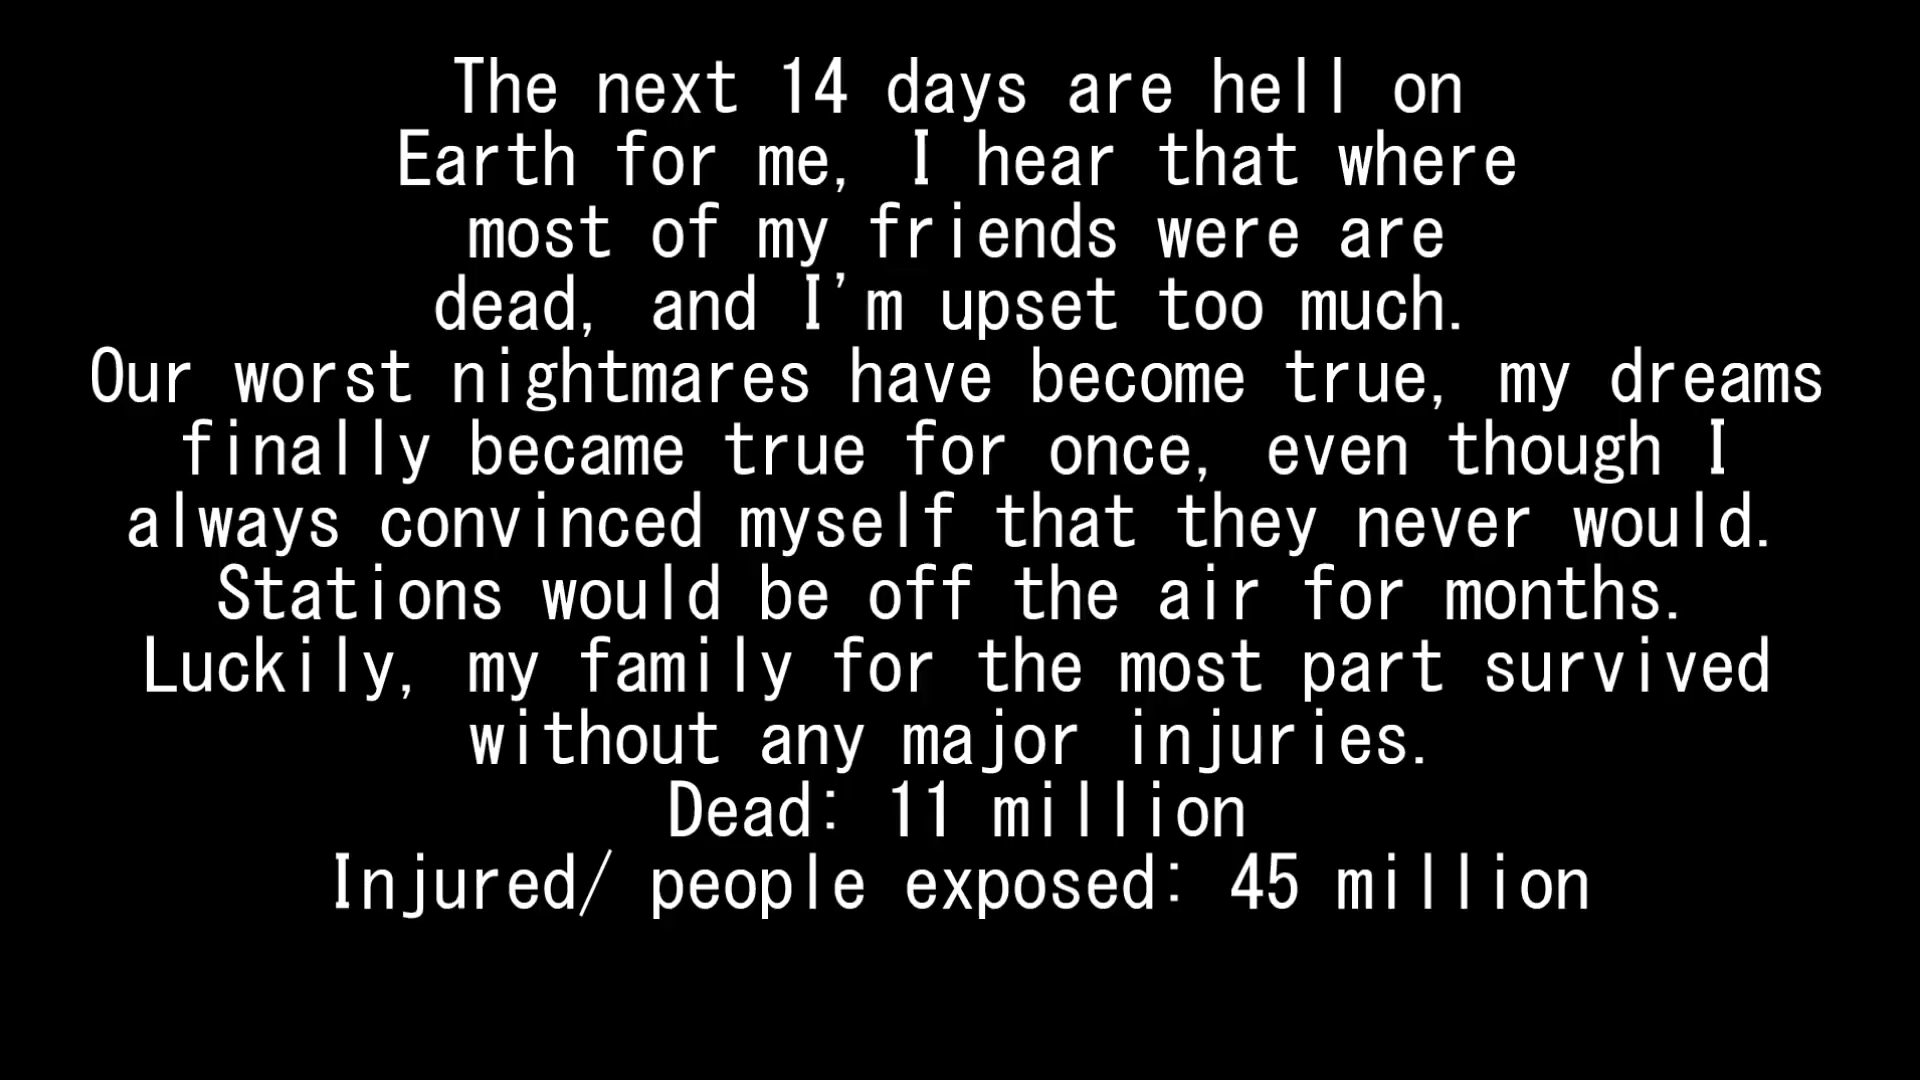 The next 14 days are hell on
Earth for me, I hear that where
most of my friends were are
dead, and I'm upset too much.
Our worst nightmares have become true, my dreams
finally became true for once, even though I
always convinced myself that they never would.
Stations would be off the air for months.
Luckily, my family for the most part survived
without any major injuries.
Dead: 11 million
Injured/ people exposed: 45 million